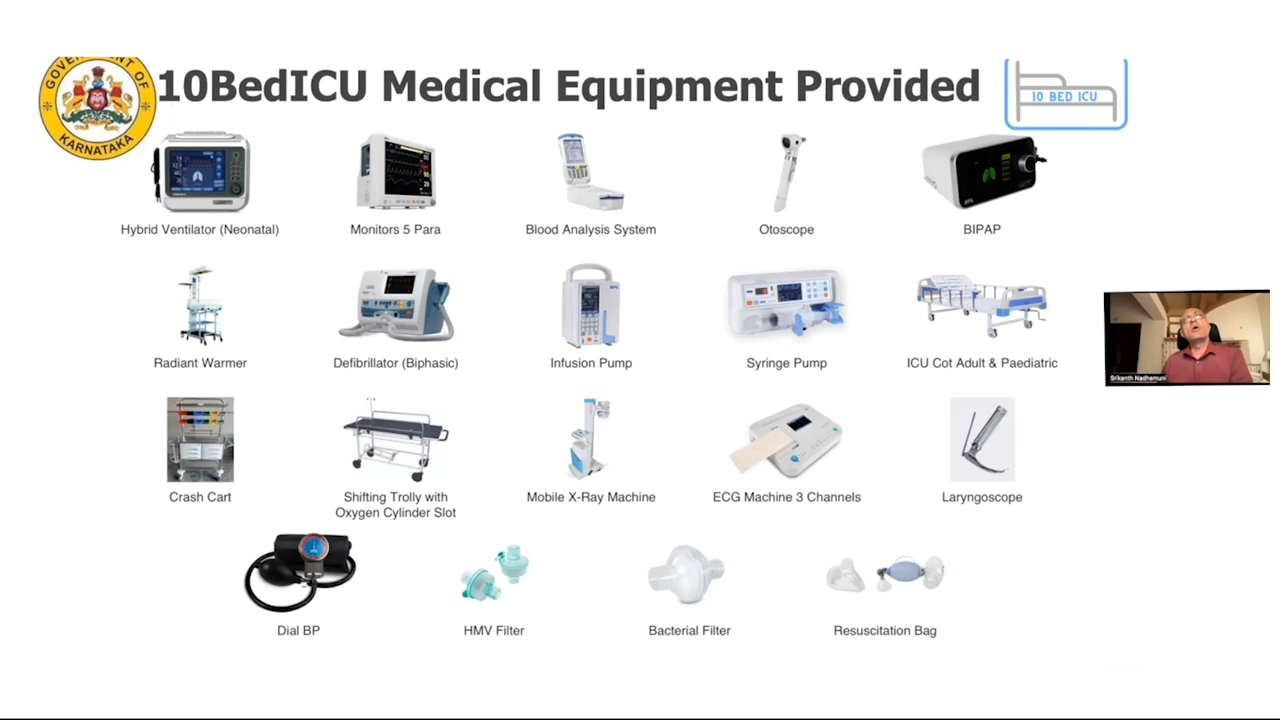 GOVERNMENT OF
KARNATAKA
10BedICU Medical Equipment Provided
10 BED ICU
Hybrid Ventilator (Neonatal)
Monitors 5 Para
Blood Analysis System
Otoscope
BIPAP
Radiant Warmer
Defibrillator (Biphasic)
Infusion Pump
Syringe Pump
ICU Cot Adult & Paediatric
Srikanth Nadhamuni
Crash Cart
Shifting Trolly with
Oxygen Cylinder Slot
Mobile X-Ray Machine
ECG Machine 3 Channels
Laryngoscope
Dial BP
HMV Filter
Bacterial Filter
Resuscitation Bag